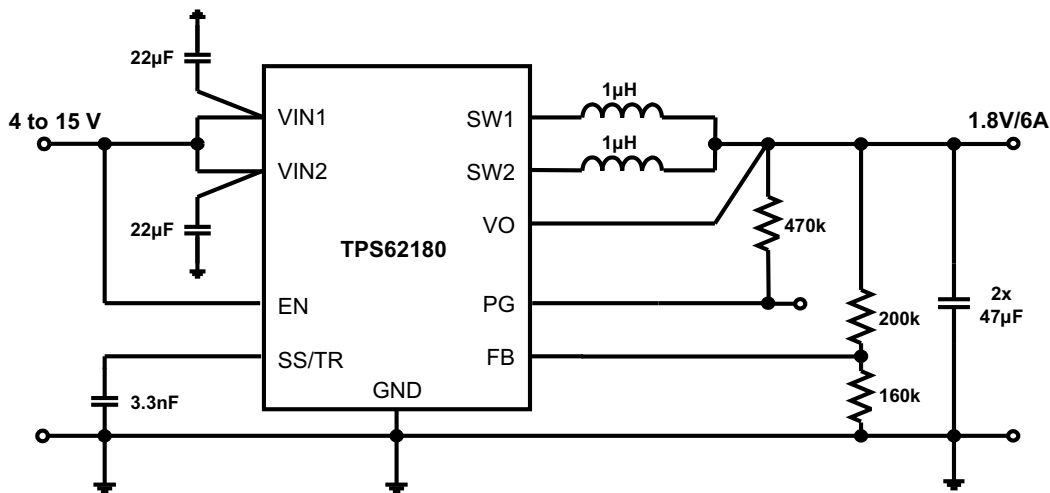 22µF
4 to 15 V
22µF
VIN1
VIN2
EN
SS/TR
GND
TPS62180
SW1
SW2
VO
PG
FB
1µH
1µH
1.8V/6A
470k
200k
160k
2x
47µF
3.3nF